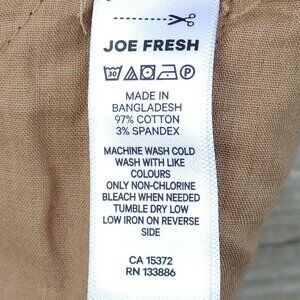 JOE FRESH
30 P
MADE IN
BANGLADESH
97% COTTON
3% SPANDEX
MACHINE WASH COLD
WASH WITH LIKE
COLOURS
ONLY NON-CHLORINE
BLEACH WHEN NEEDED
TUMBLE DRY LOW
LOW IRON ON REVERSE
SIDE
CA 15372
RN 133886